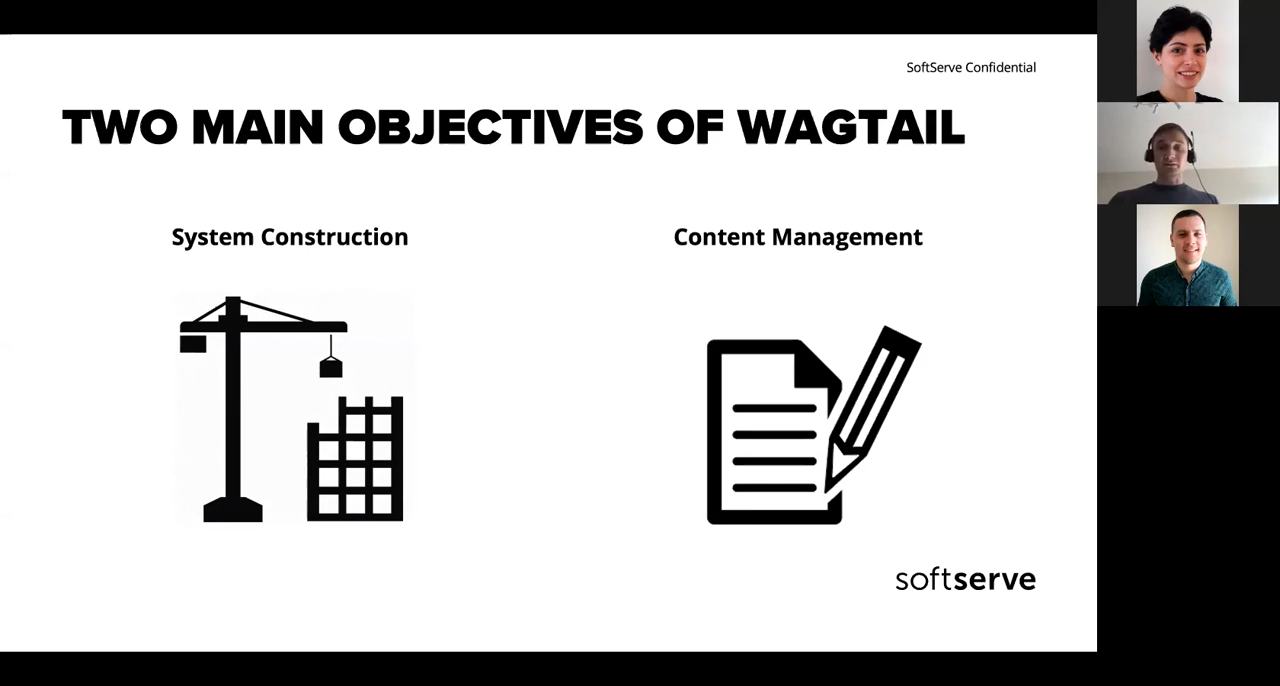 SoftServe Confidential
TWO MAIN OBJECTIVES OF WAGTAIL
System Construction
Content Management
softserve